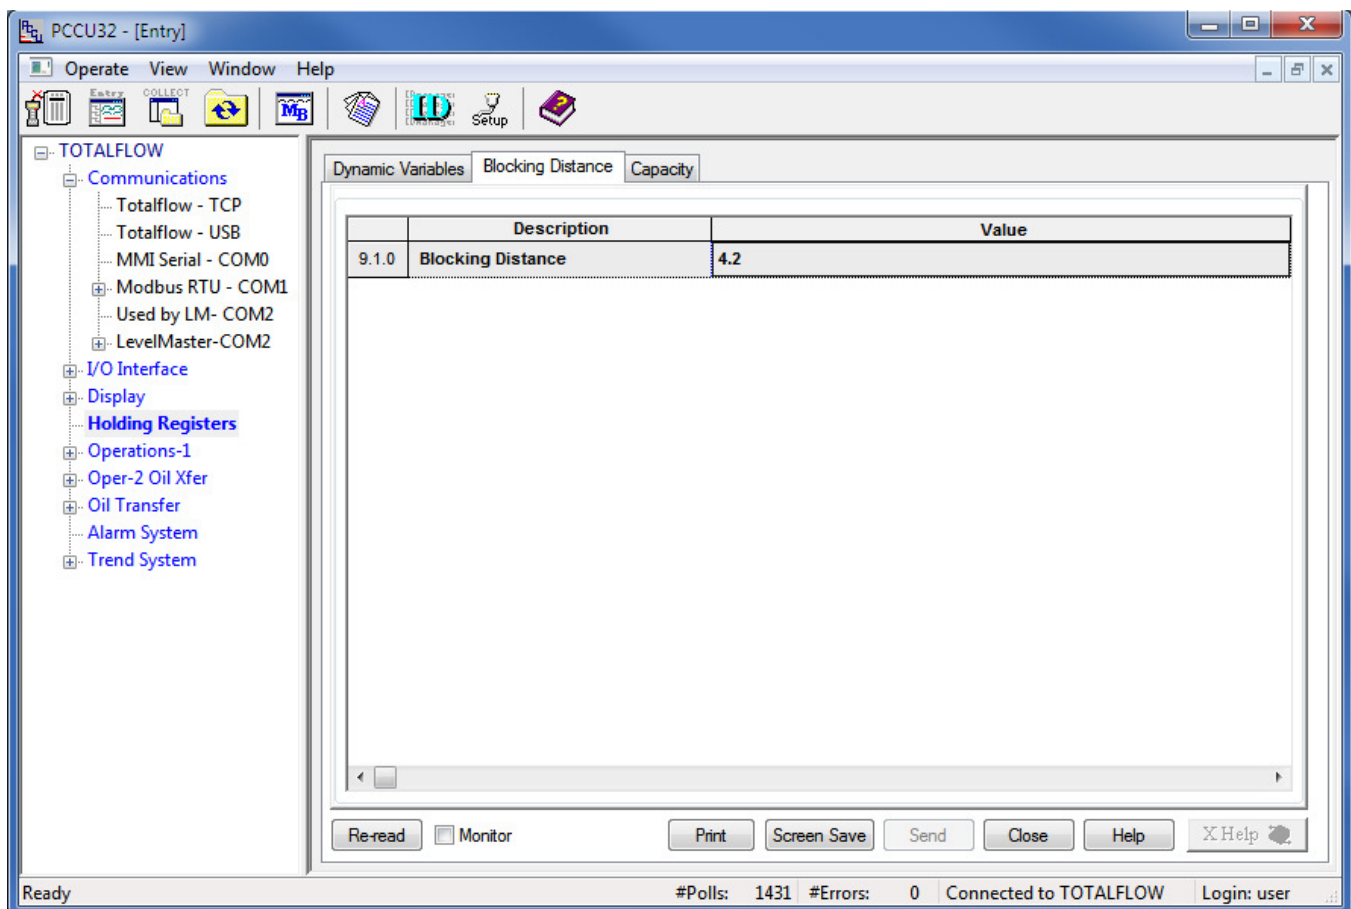 PCCU32 - [Entry]
Operate View Window Help
Entry
COLLECT
MB
ID
Setup
TOTALFLOW
Communications
Totalflow - TCP
Totalflow - USB
MMI Serial - COM0
Modbus RTU - COM1
Used by LM- COM2
LevelMaster-COM2
I/O Interface
Display
Holding Registers
Operations-1
Oper-2 Oil Xfer
Oil Transfer
Alarm System
Trend System
Dynamic Variables Blocking Distance Capacity
Description Value
9.1.0 Blocking Distance 4.2
Re-read Monitor Print Screen Save Send Close Help X Help
Ready #Polls: 1431 #Errors: 0 Connected to TOTALFLOW Login: user